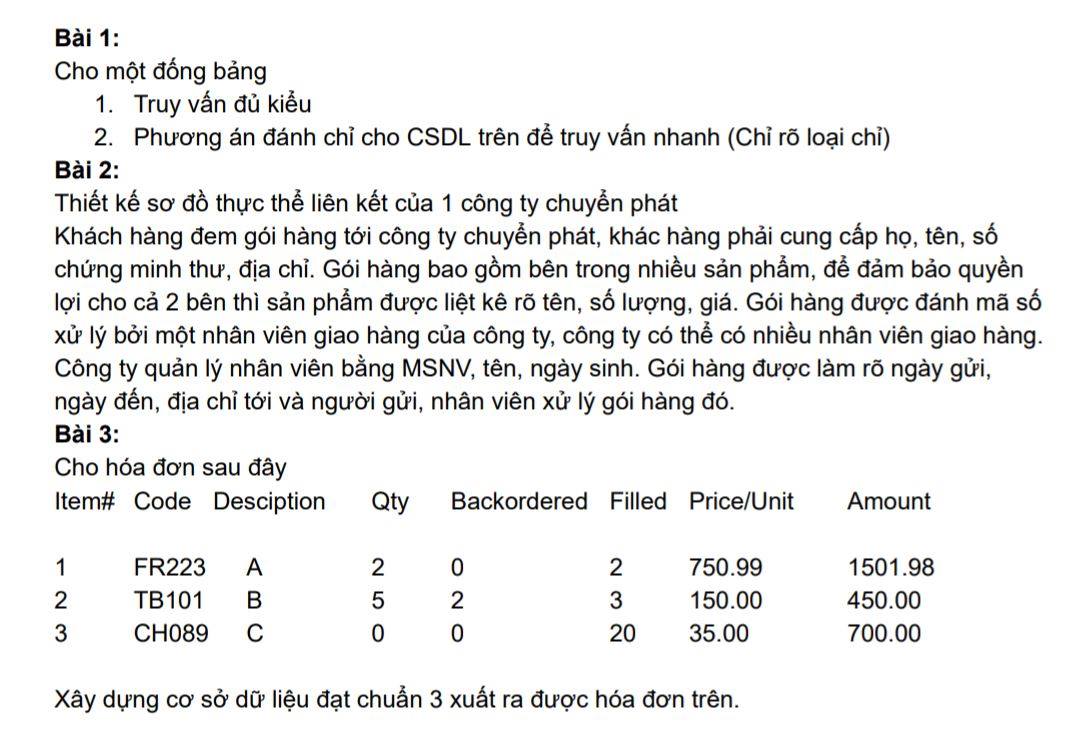 Bài 1:
Cho một đống bảng
1. Truy vấn đủ kiểu
2. Phương án đánh chỉ cho CSDL trên để truy vấn nhanh (Chỉ rõ loại chỉ)
Bài 2:
Thiết kế sơ đồ thực thể liên kết của 1 công ty chuyển phát
Khách hàng đem gói hàng tới công ty chuyển phát, khác hàng phải cung cấp họ, tên, số
chứng minh thư, địa chỉ. Gói hàng bao gồm bên trong nhiều sản phẩm, để đảm bảo quyền
lợi cho cả 2 bên thì sản phẩm được liệt kê rõ tên, số lượng, giá. Gói hàng được đánh mã số
xử lý bởi một nhân viên giao hàng của công ty, công ty có thể có nhiều nhân viên giao hàng.
Công ty quản lý nhân viên bằng MSNV, tên, ngày sinh. Gói hàng được làm rõ ngày gửi,
ngày đến, địa chỉ tới và người gửi, nhân viên xử lý gói hàng đó.
Bài 3:
Cho hóa đơn sau đây
Item# Code Desciption Qty Backordered Filled Price/Unit Amount
1 FR223 A 2 0 2 750.99 1501.98
2 TB101 B 5 2 3 150.00 450.00
3 CH089 C 0 0 20 35.00 700.00
Xây dựng cơ sở dữ liệu đạt chuẩn 3 xuất ra được hóa đơn trên.